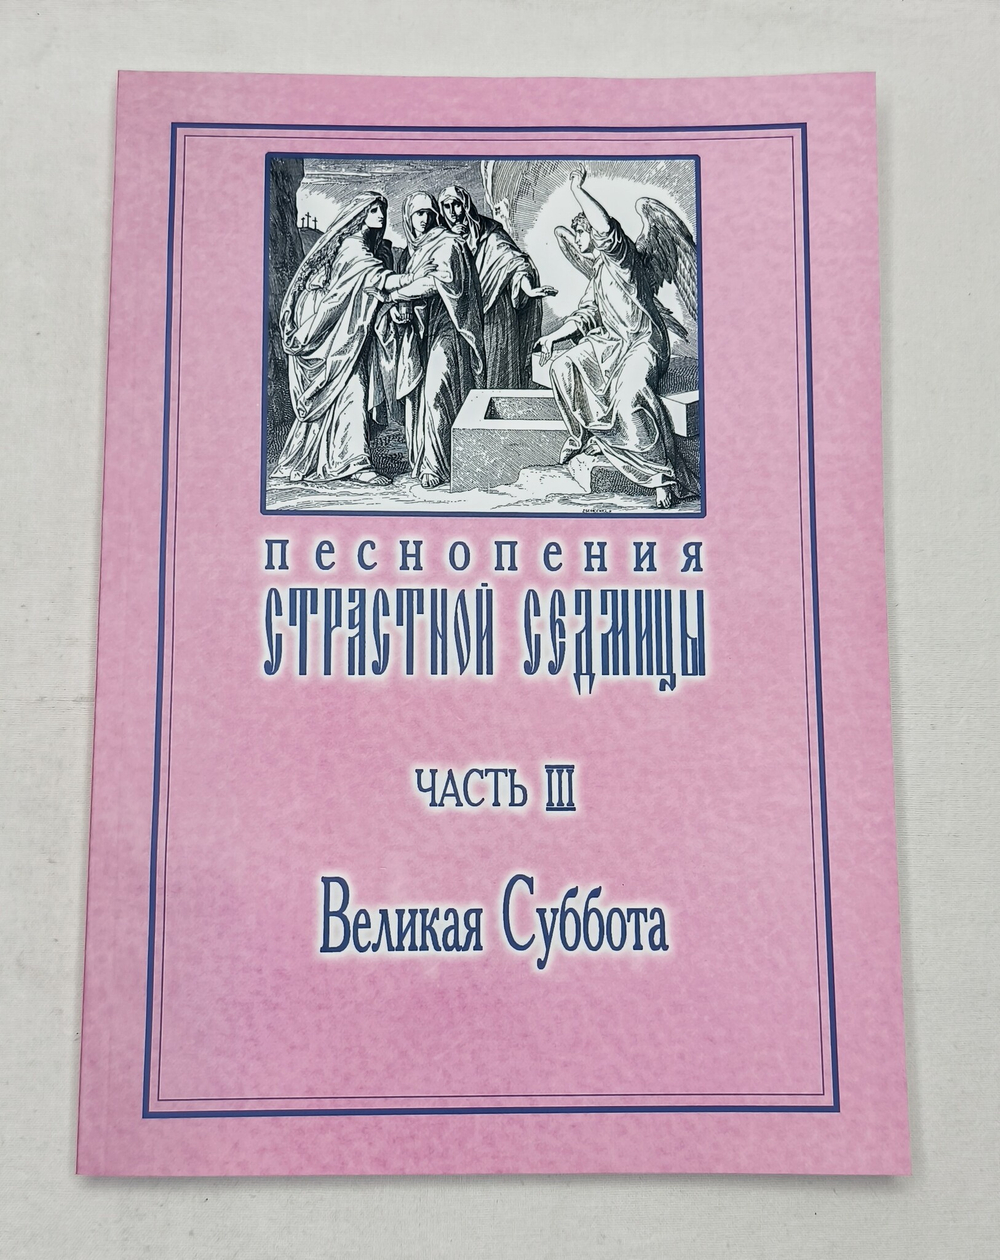 песнопения
СТРАСТНОЙ СЕДМИЦЫ
ЧАСТЬ III
Великая Суббота